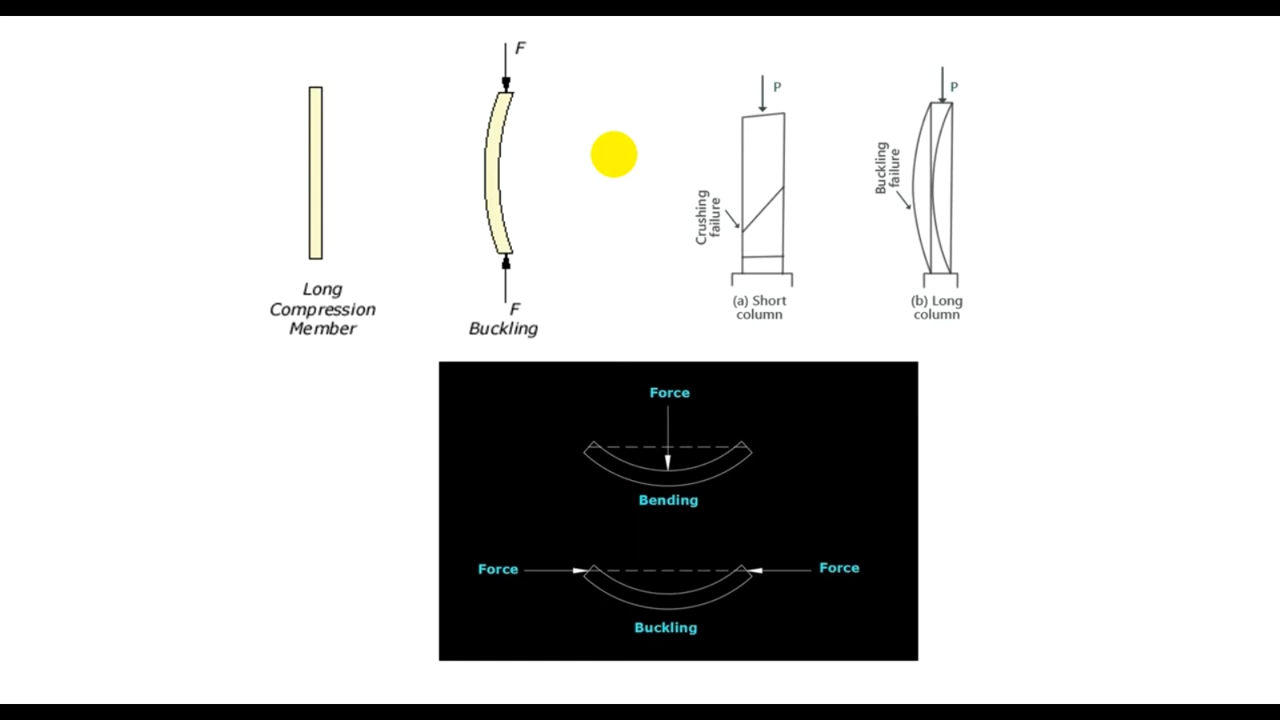 F
Long
Compression
Member
F
Buckling
P
Crushing
failure
(a) Short
column
P
Buckling
failure
(b) Long
column
Force
Bending
Force
Force
Buckling